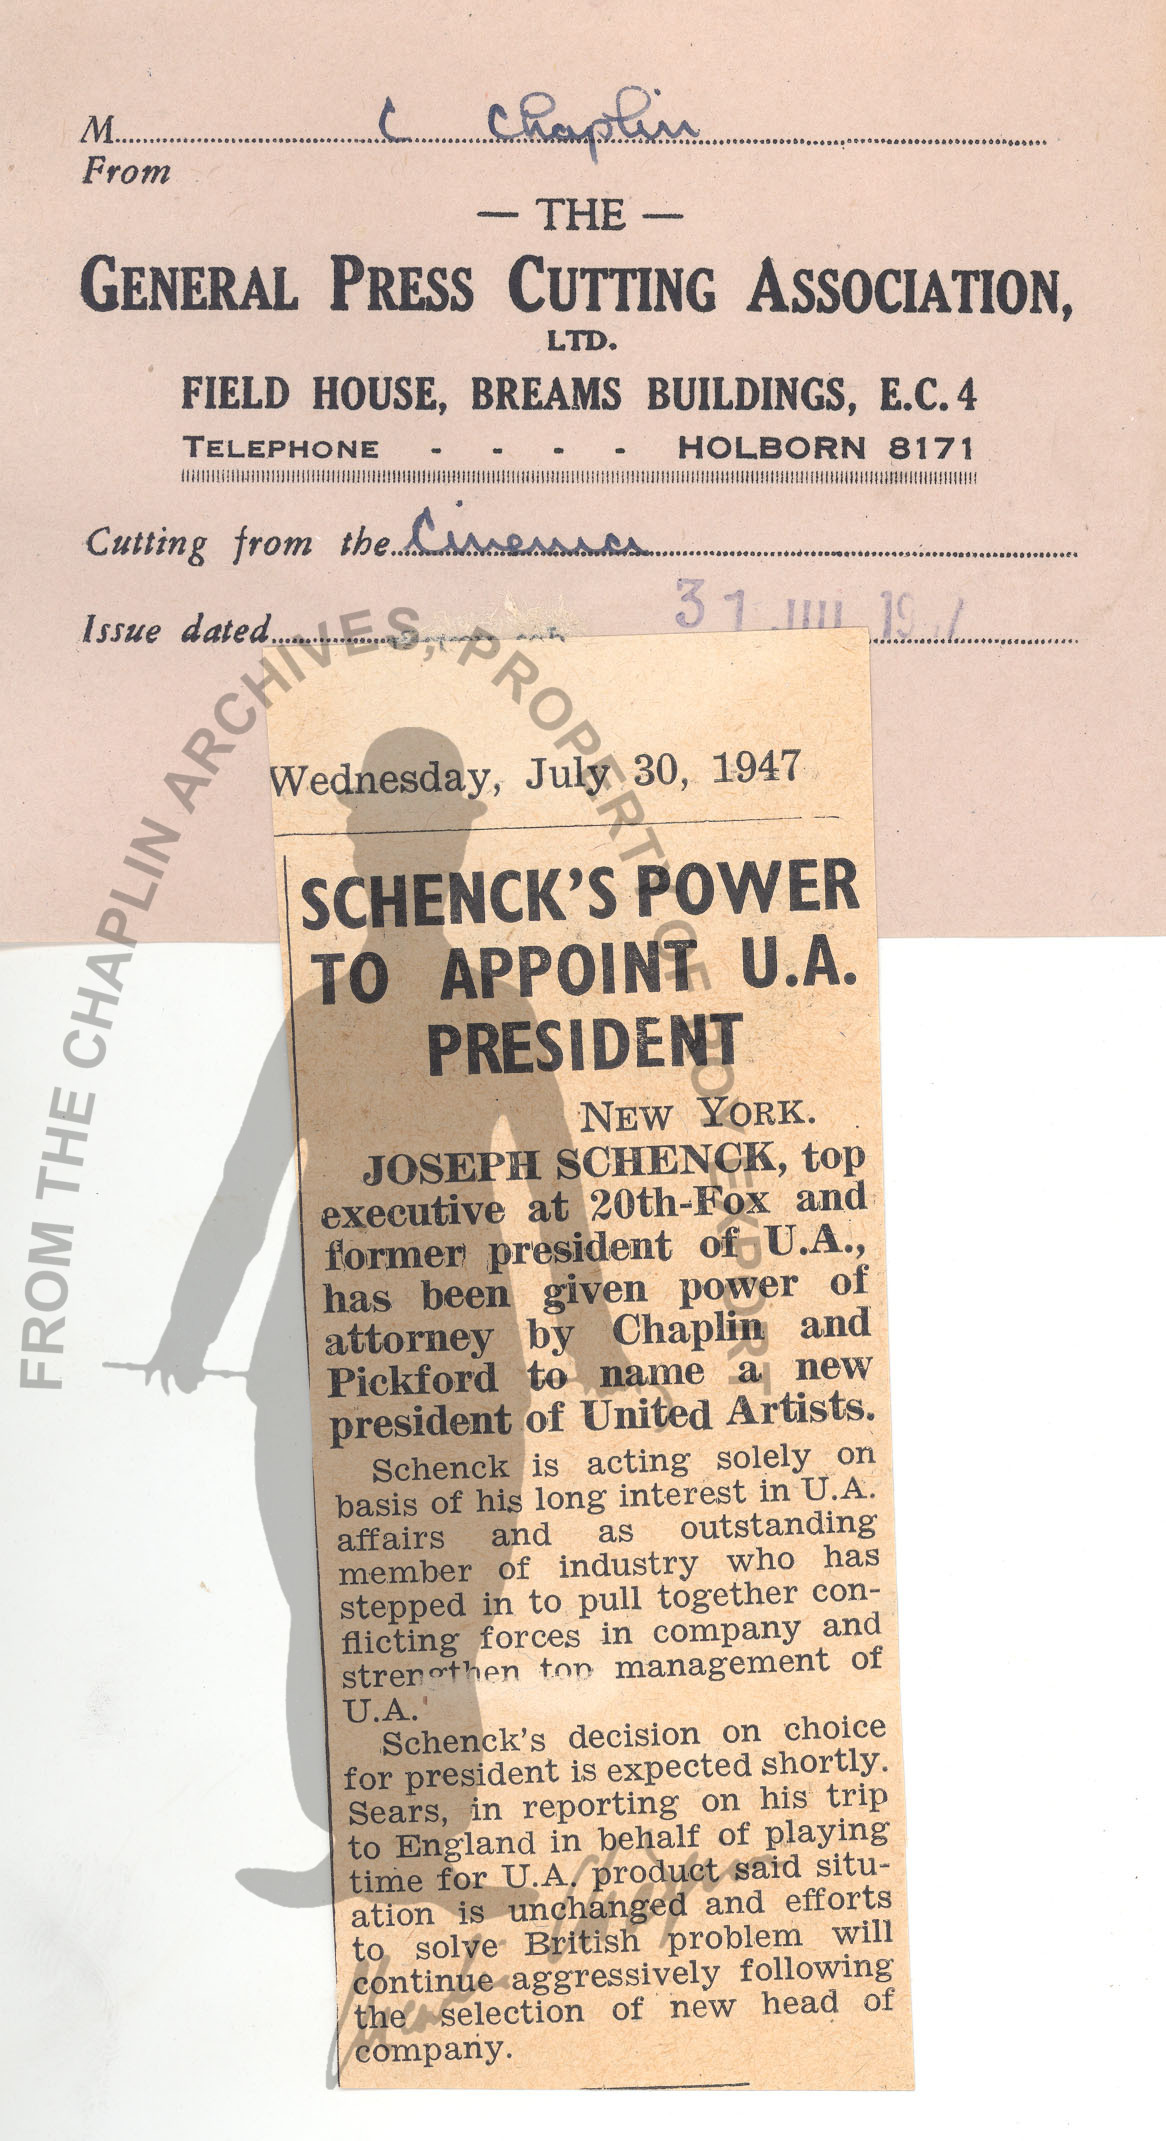 M C Chaplin
From
— THE —
GENERAL PRESS CUTTING ASSOCIATION,
LTD.
FIELD HOUSE, BREAMS BUILDINGS, E.C.4
TELEPHONE - - - - HOLBORN 8171
Cutting from the Cinema
Issue dated 31 JUL
Wednesday, July 30, 1947
SCHENCK'S POWER
TO APPOINT U.A.
PRESIDENT
NEW YORK.
JOSEPH SCHENCK, top
executive at 20th-Fox and
former president of U.A.,
has been given power of
attorney by Chaplin and
Pickford to name a new
president of United Artists.
Schenck is acting solely on
basis of his long interest in U.A.
affairs and as outstanding
member of industry who has
stepped in to pull together con-
flicting forces in company and
strengthen top management of
U.A.
Schenck's decision on choice
for president is expected shortly.
Sears, in reporting on his trip
to England in behalf of playing
time for U.A. product said situ-
ation is unchanged and efforts
to solve British problem will
continue aggressively following
the selection of new head of
company.
FROM THE CHAPLIN ARCHIVES, PROPERTY OF ROY EXPORT
Charlie Chaplin